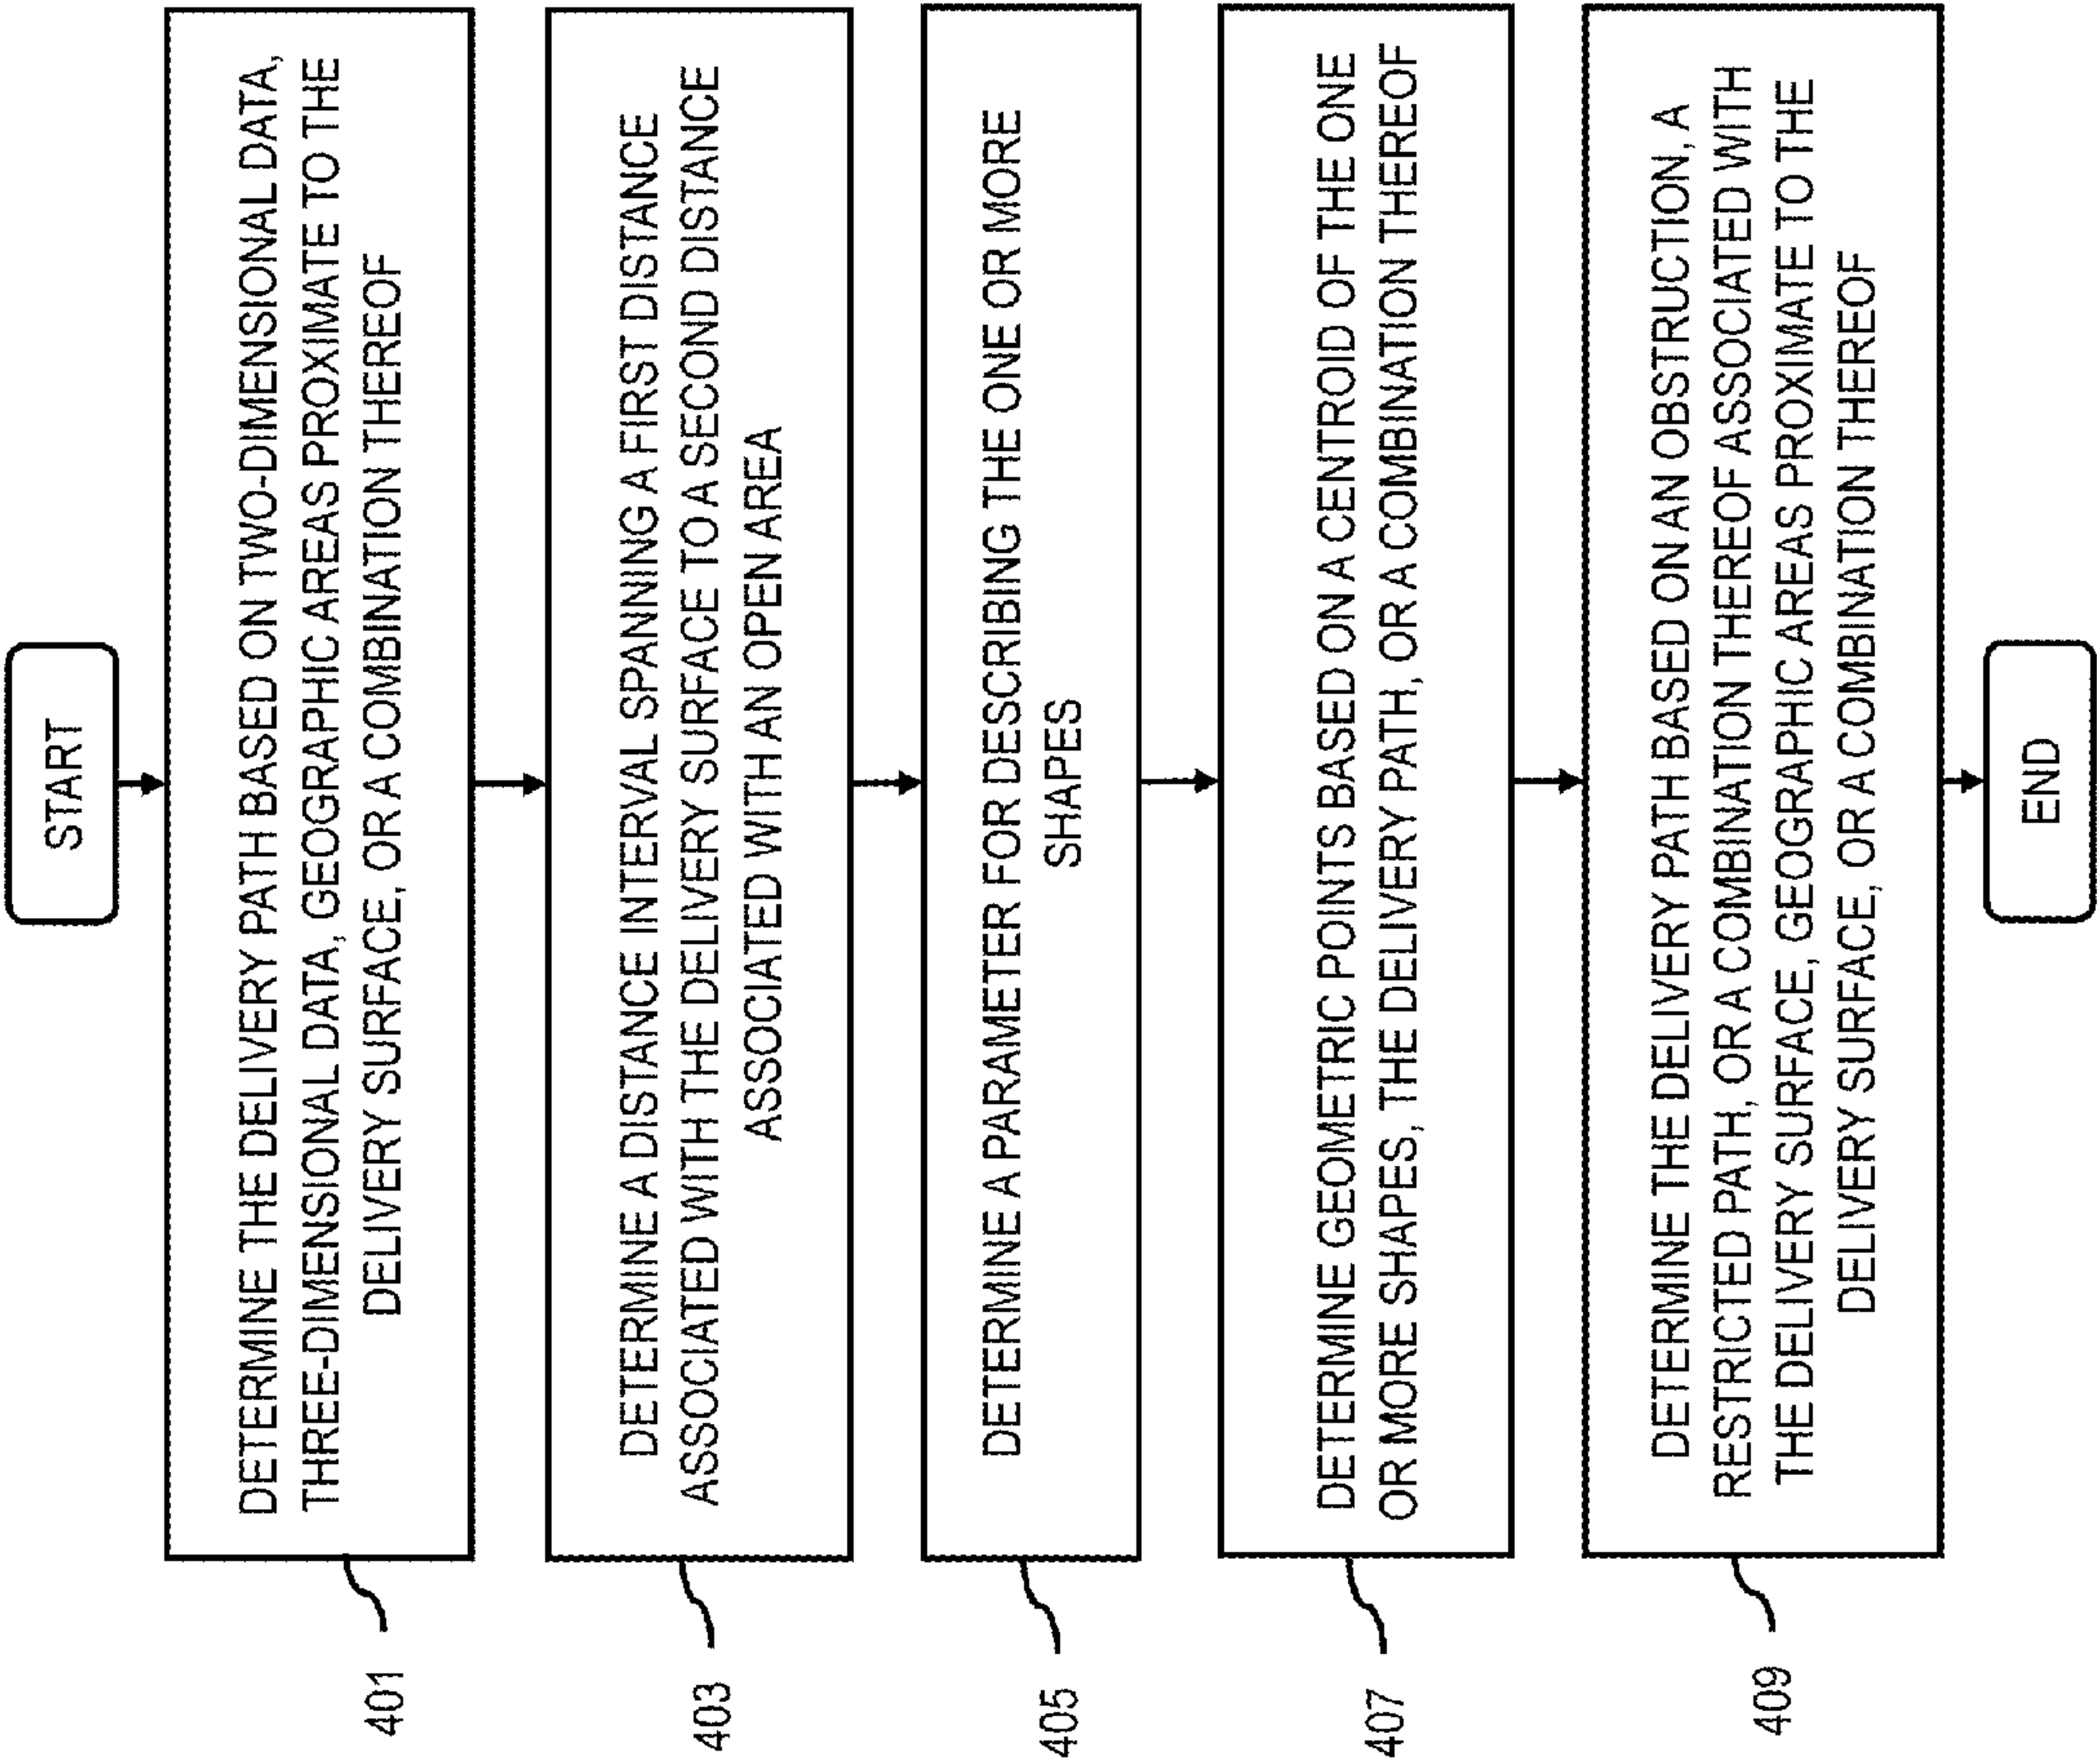 START
DETERMINE THE DELIVERY PATH BASED ON TWO-DIMENSIONAL DATA,
THREE-DIMENSIONAL DATA, GEOGRAPHIC AREAS PROXIMATE TO THE
DELIVERY SURFACE, OR A COMBINATION THEREOF
401
DETERMINE A DISTANCE INTERVAL SPANNING A FIRST DISTANCE
ASSOCIATED WITH THE DELIVERY SURFACE TO A SECOND DISTANCE
ASSOCIATED WITH AN OPEN AREA
403
DETERMINE A PARAMETER FOR DESCRIBING THE ONE OR MORE
SHAPES
405
DETERMINE GEOMETRIC POINTS BASED ON A CENTROID OF THE ONE
OR MORE SHAPES, THE DELIVERY PATH, OR A COMBINATION THEREOF
407
DETERMINE THE DELIVERY PATH BASED ON AN OBSTRUCTION, A
RESTRICTED PATH, OR A COMBINATION THEREOF ASSOCIATED WITH
THE DELIVERY SURFACE, GEOGRAPHIC AREAS PROXIMATE TO THE
DELIVERY SURFACE, OR A COMBINATION THEREOF
409
END